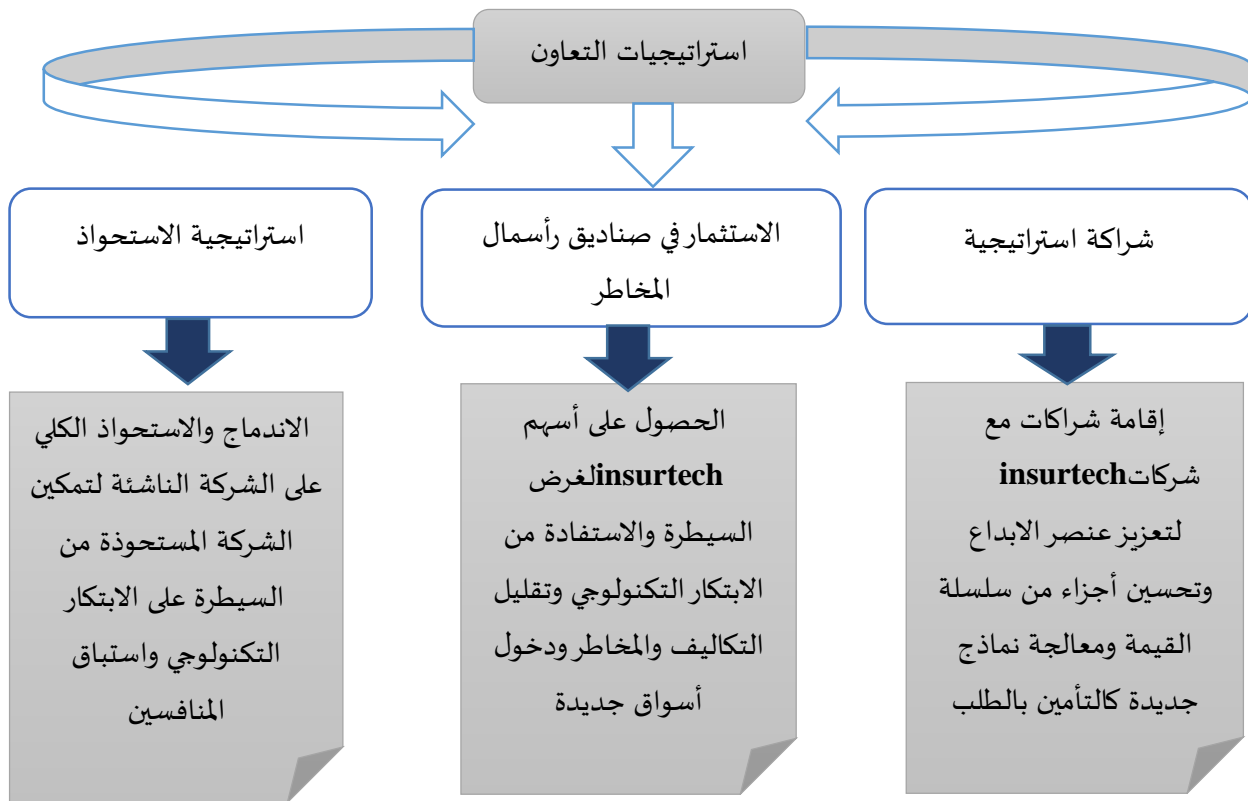 استراتيجيات التعاون
شراكة استراتيجية
الاستثمار في صناديق رأسمال
المخاطر
استراتيجية الاستحواذ
إقامة شراكات مع
شركاتinsurtech
لتعزيز عنصر الابداع
وتحسين أجزاء من سلسلة
القيمة ومعالجة نماذج
جديدة كالتأمين بالطلب
الحصول على أسهم
insurtechلغرض
السيطرة والاستفادة من
الابتكار التكنولوجي وتقليل
التكاليف والمخاطر ودخول
أسواق جديدة
الاندماج والاستحواذ الكلي
على الشركة الناشئة لتمكين
الشركة المستحوذة من
السيطرة على الابتكار
التكنولوجي واستباق
المنافسين